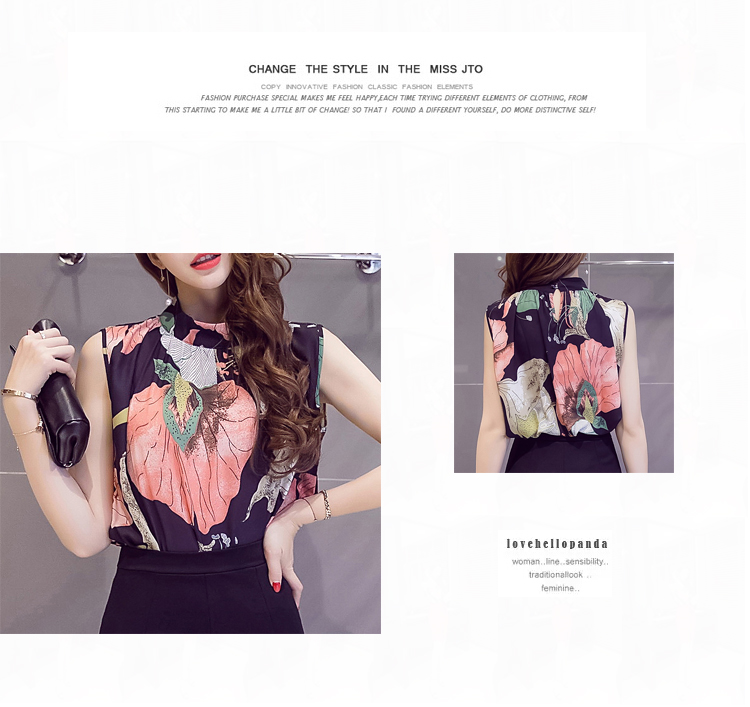 CHANGE THE STYLE IN THE MISS JTO
COPY INNOVATIVE FASHION CLASSIC FASHION ELEMENTS
FASHION PURCHASE SPECIAL MAKES ME FEEL HAPPY,EACH TIME TRYING DIFFERENT ELEMENTS OF CLOTHING, FROM
THIS STARTING TO MAKE ME A LITTLE BIT OF CHANGE! SO THAT I FOUND A DIFFERENT YOURSELF, DO MORE DISTINCTIVE SELF!
lovehellopanda
woman..line..sensibility..
traditionallook ..
feminine..